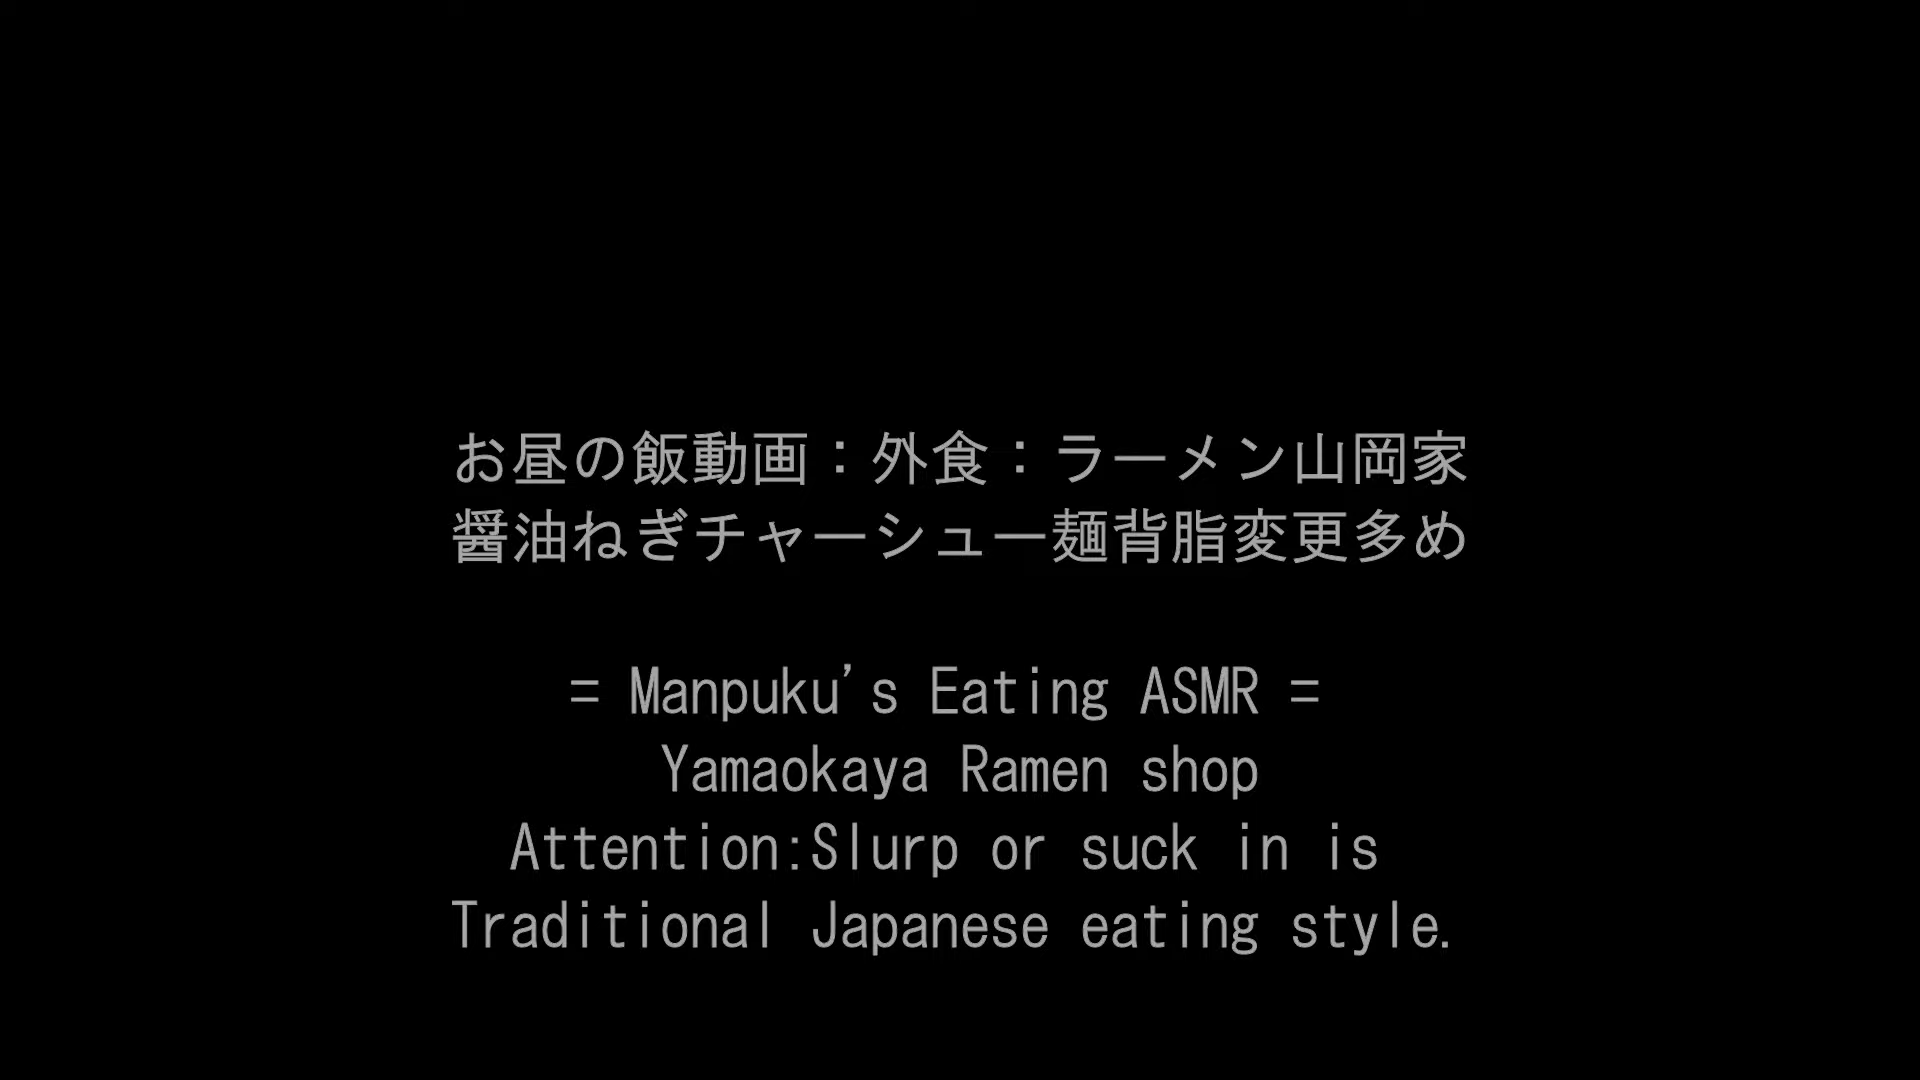 お昼の飯動画：外食：ラーメン山岡家
醤油ねぎチャーシュー麺背脂変更多め
= Manpuku's Eating ASMR =
Yamaokaya Ramen shop
Attention:Slurp or suck in is
Traditional Japanese eating style.